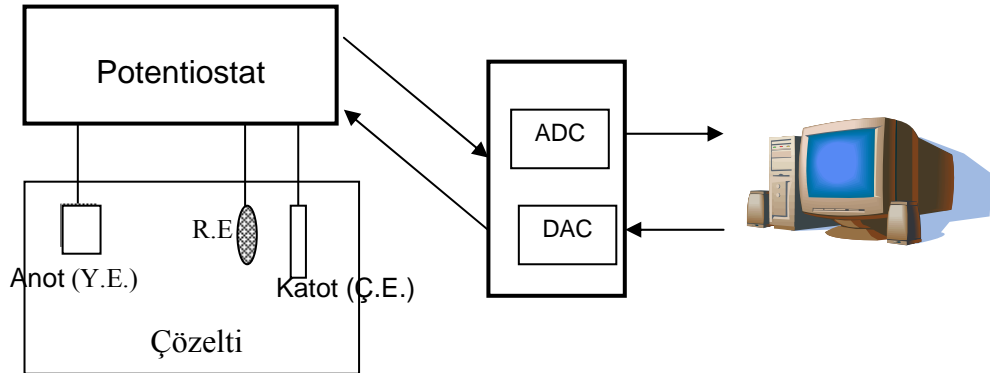 Potentiostat
ADC
DAC
R.E
Anot (Y.E.)
Katot (Ç.E.)
Çözelti